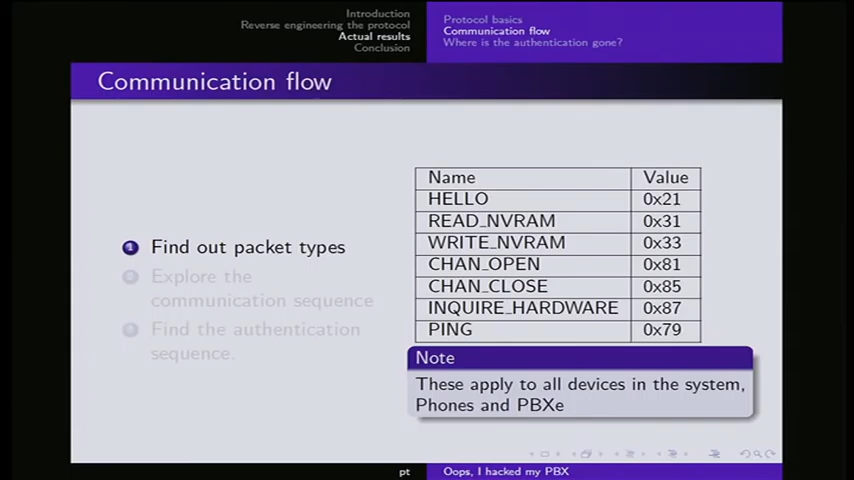 Introduction
Reverse engineering the protocol
Actual results
Conclusion
Protocol basics
Communication flow
Where is the authentication gone?
Communication flow
1 Find out packet types
2 Explore the
communication sequence
3 Find the authentication
sequence.
Name Value
HELLO 0x21
READ_NVRAM 0x31
WRITE_NVRAM 0x33
CHAN_OPEN 0x81
CHAN_CLOSE 0x85
INQUIRE_HARDWARE 0x87
PING 0x79
Note
These apply to all devices in the system,
Phones and PBXe
pt Oops, I hacked my PBX